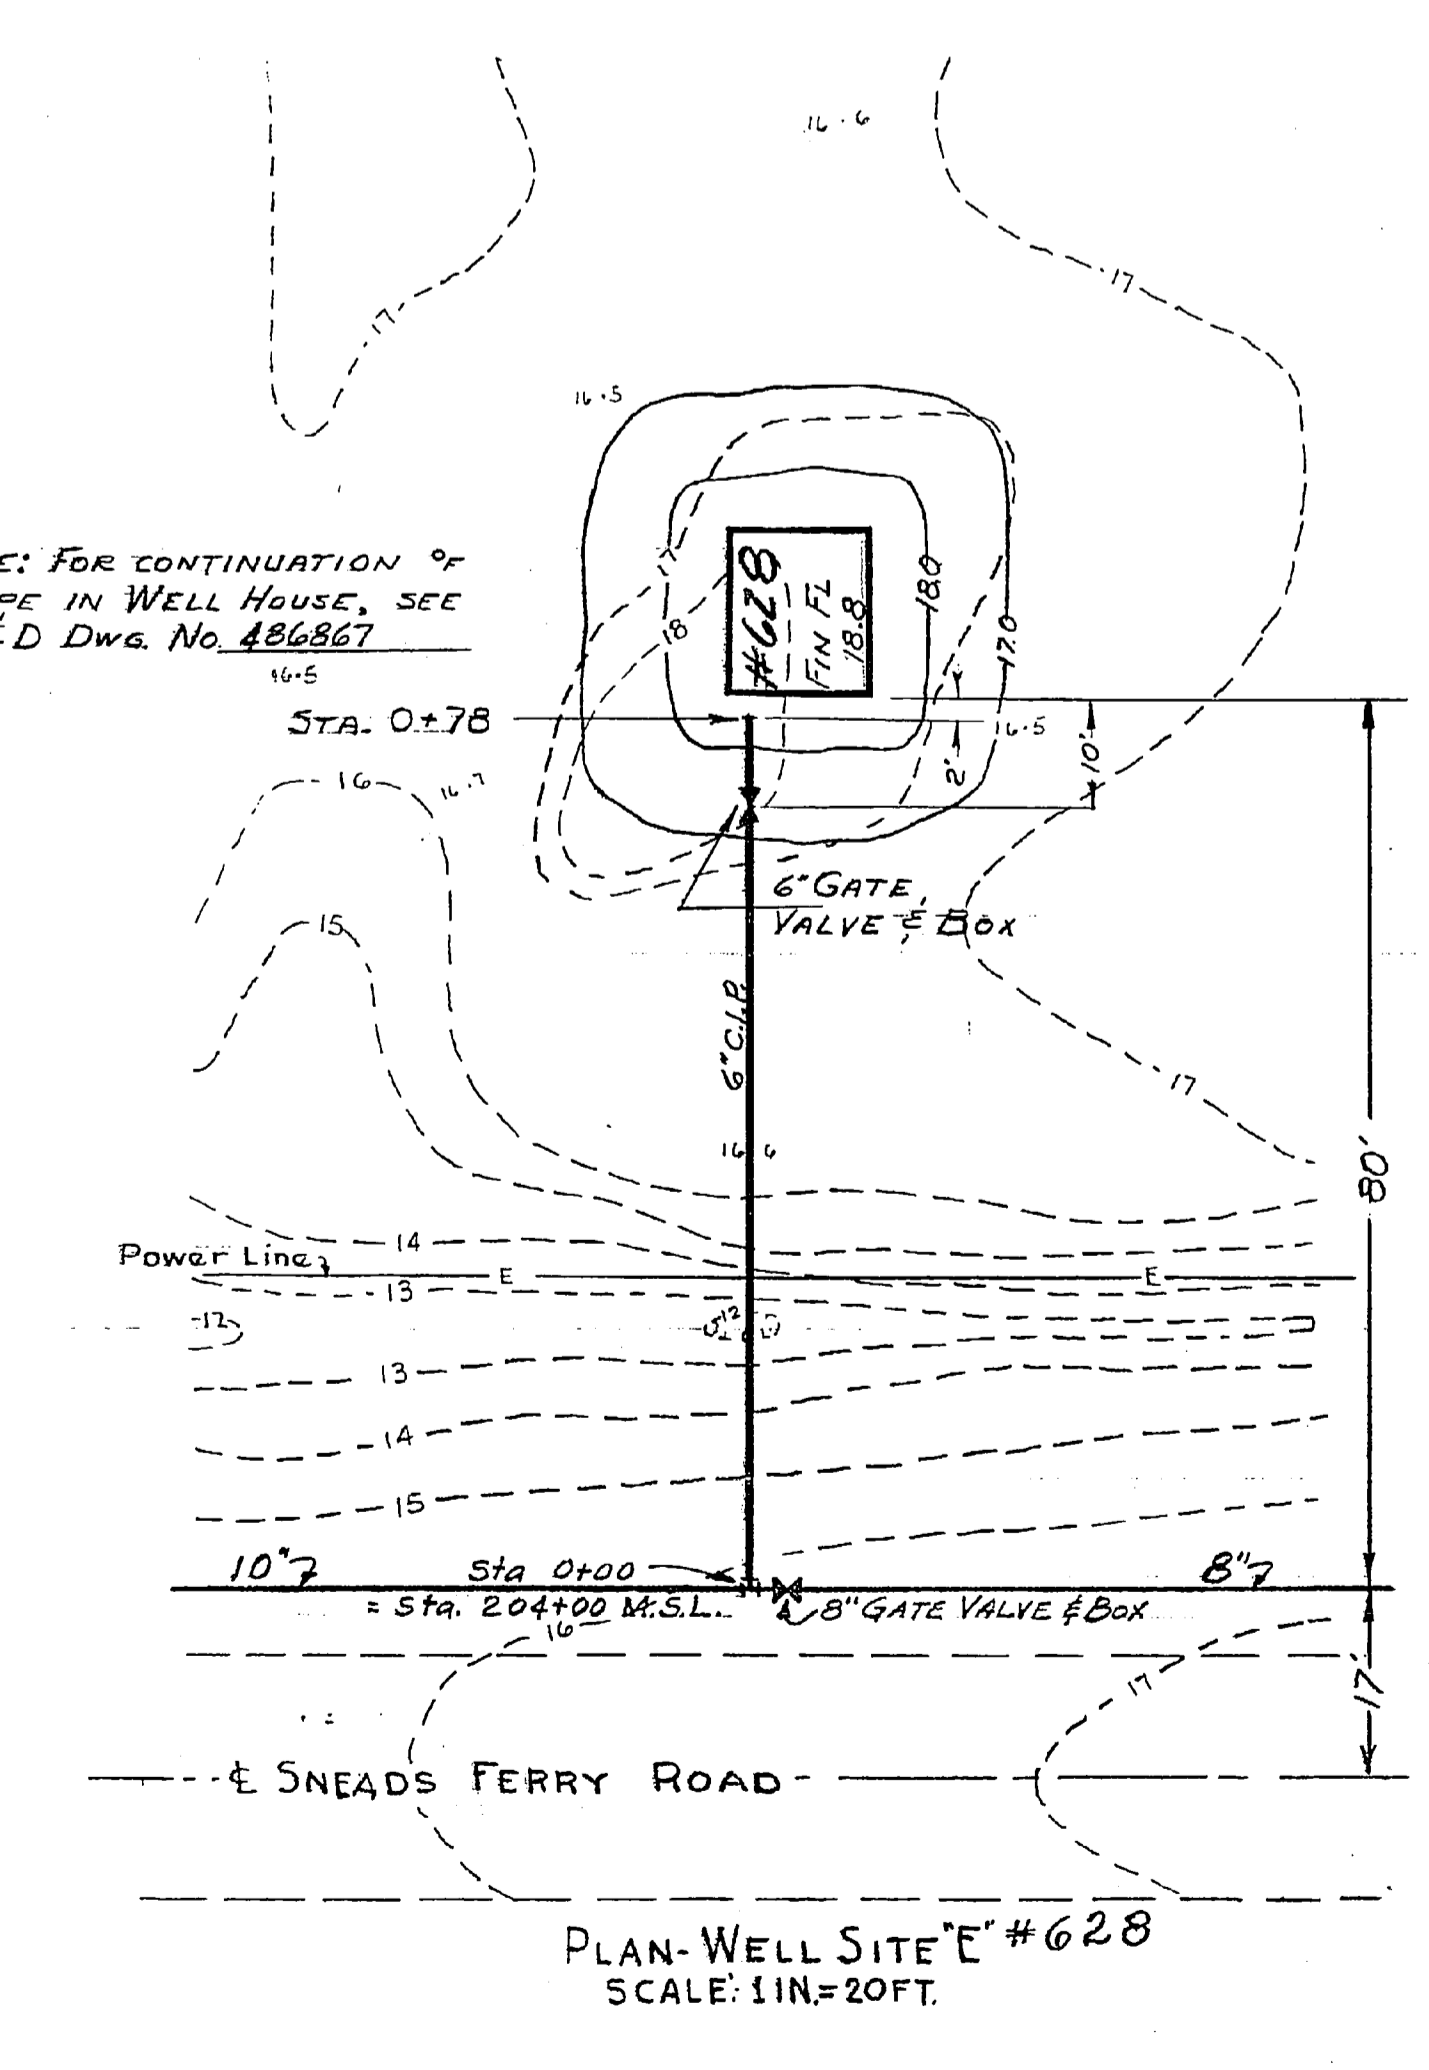 16.6
17
17
16.5
E: FOR CONTINUATION OF
PE IN WELL HOUSE, SEE
D DWG. NO. 486867
16.5
#628
FIN FL
18.8
17
18
18.0
17.0
STA. 0+78
16.5
2'
10'
16
16.7
6" GATE
VALVE & BOX
15
6" C.I.P.
17
16 6
80'
14
Power Line
E
E
13
12
12
13
14
15
10"
Sta 0+00
8"
= Sta. 204+00 M.S.L.
8" GATE VALVE & BOX
16
17
17'
℄ SNEADS FERRY ROAD
PLAN-WELL SITE "E" #628
SCALE: 1 IN.=20FT.